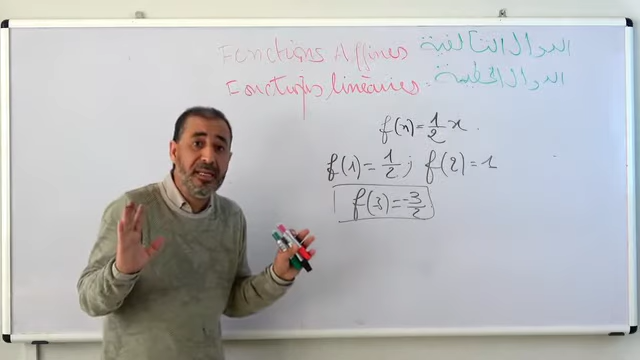 Fonctions Affines الدوال التآلفية
Fonctions linéaires الدوال الخطية
f(x)=1/2 x.
f(1)=1/2; f(2)=1
f(3)=-3/2